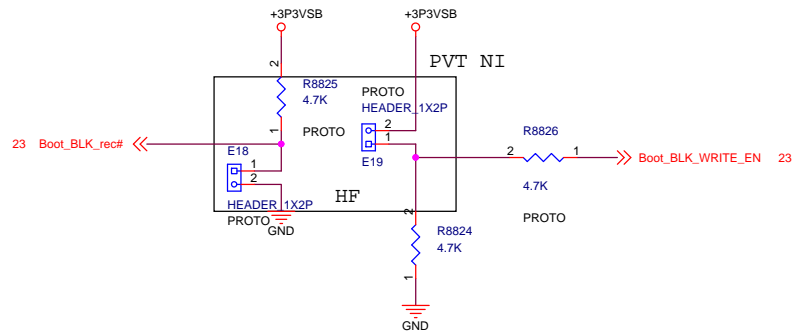 +3P3VSB
+3P3VSB
PVT NI
2
R8825
4.7K
1
PROTO
PROTO
HEADER_1X2P
2
1
E19
R8826
2
1
4.7K
PROTO
23 Boot_BLK_rec#
Boot_BLK_WRITE_EN 23
E18
1
2
HEADER_1X2P
PROTO
GND
HF
2
R8824
4.7K
1
GND